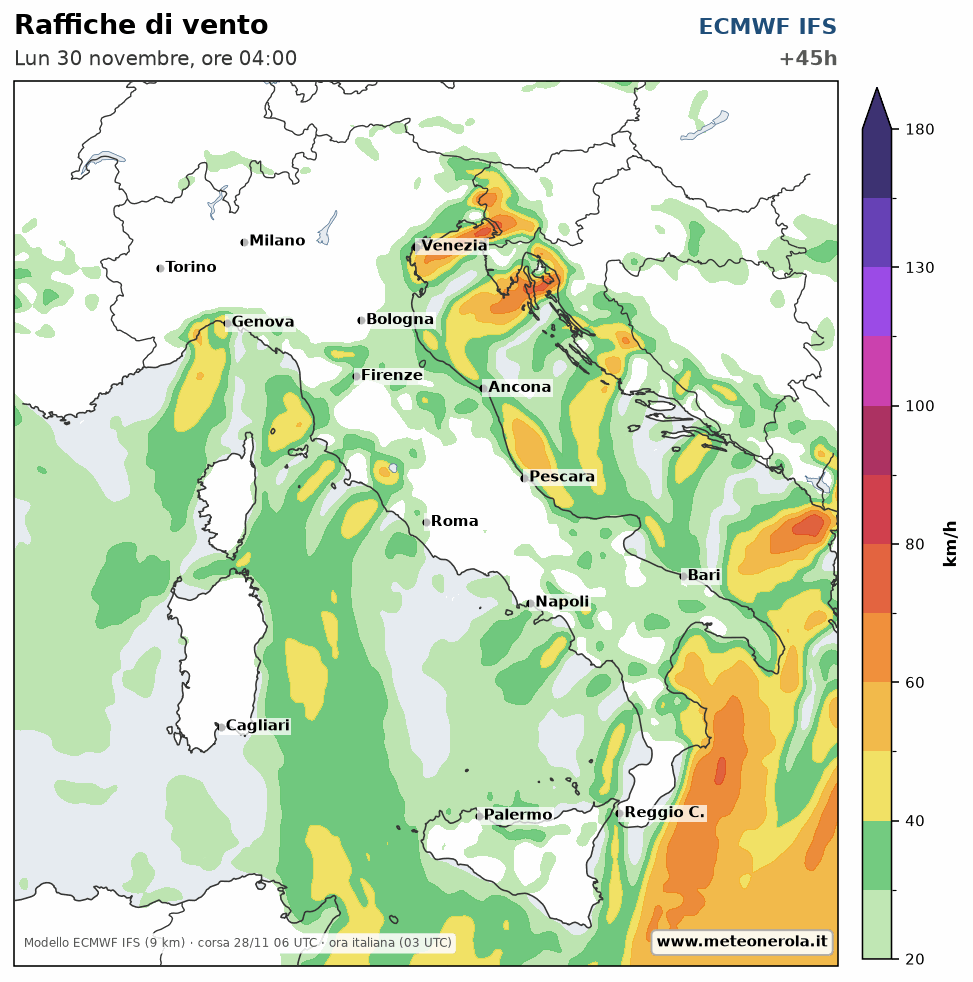 Raffiche di vento
ECMWF IFS
Lun 30 novembre, ore 04:00
+45h
180
130
100
80
60
40
20
km/h
Milano
Torino
Venezia
Genova
Bologna
Firenze
Ancona
Pescara
Roma
Bari
Napoli
Cagliari
Palermo
Reggio C.
Modello ECMWF IFS (9 km) · corsa 28/11 06 UTC · ora italiana (03 UTC)
www.meteonerola.it